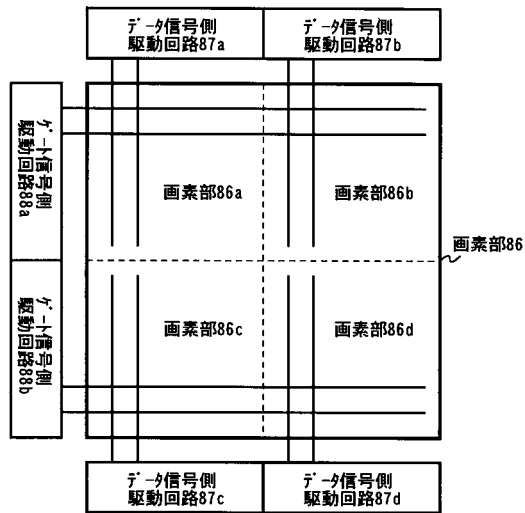 データ信号側
駆動回路87a
データ信号側
駆動回路87b
ゲート信号側
駆動回路88a
画素部86a
画素部86b
画素部86
ゲート信号側
駆動回路88b
画素部86c
画素部86d
データ信号側
駆動回路87c
データ信号側
駆動回路87d